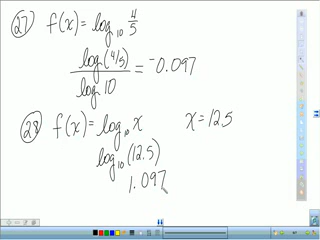 27 f(x) = log₁₀ 4/5
log(4/5)/log 10 = ⁻0.097
28 f(x) = log₁₀ x x = 12.5
log₁₀ (12.5)
1.097